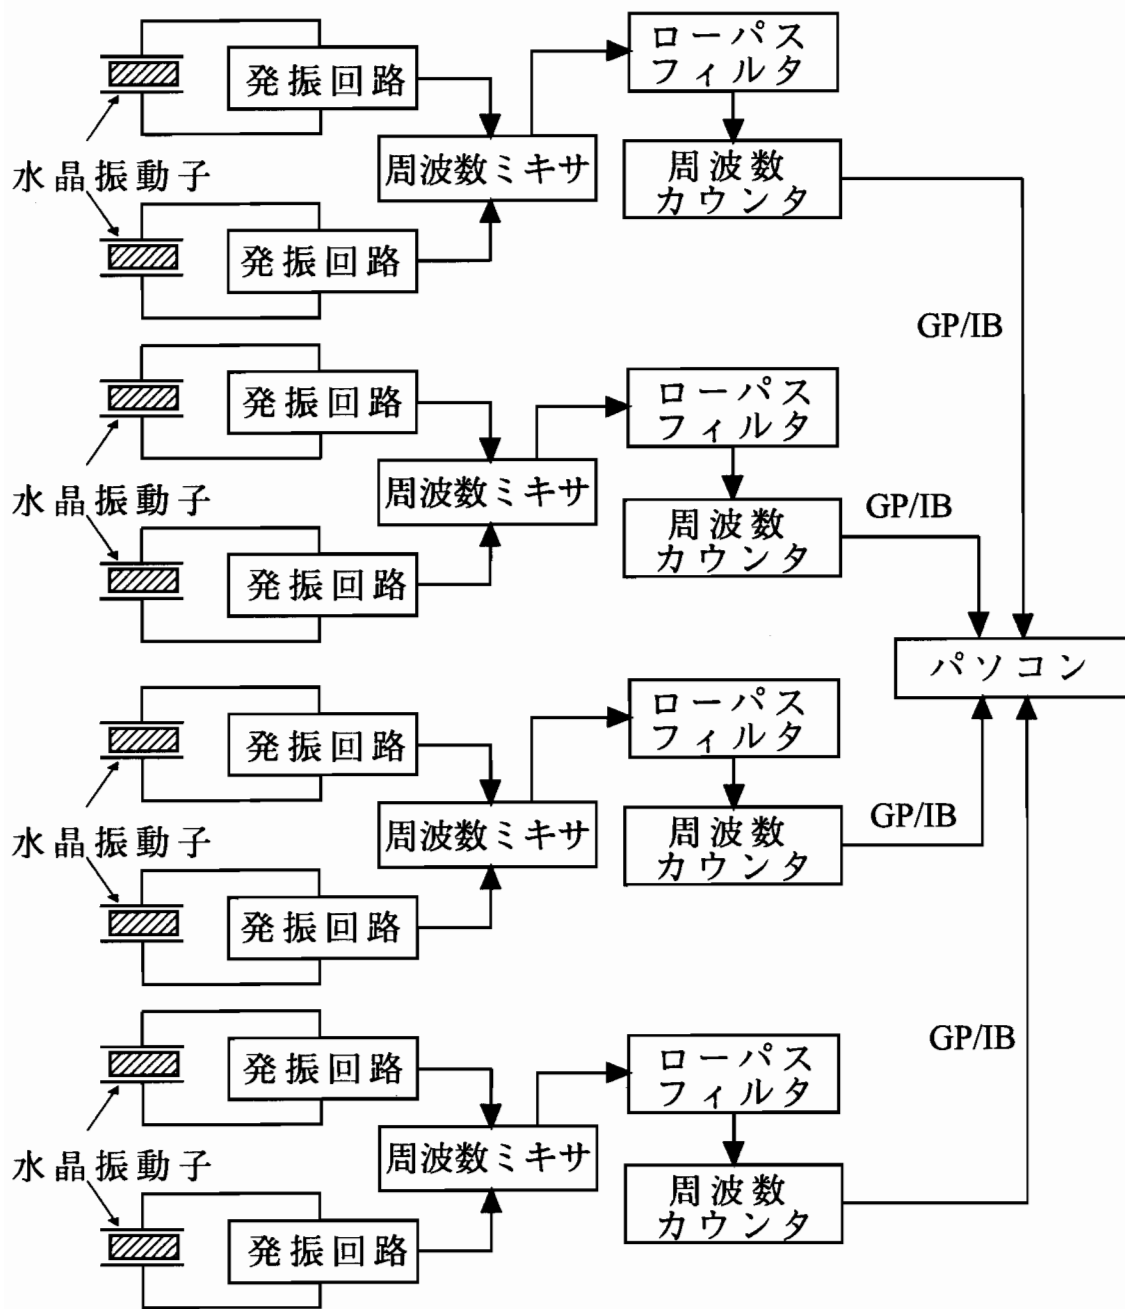 発振回路
ローパス
フィルタ
水晶振動子
周波数ミキサ
周波数
カウンタ
発振回路
GP/IB
発振回路
ローパス
フィルタ
水晶振動子
周波数ミキサ
GP/IB
周波数
カウンタ
発振回路
パソコン
発振回路
ローパス
フィルタ
水晶振動子
周波数ミキサ
GP/IB
周波数
カウンタ
発振回路
GP/IB
発振回路
ローパス
フィルタ
水晶振動子
周波数ミキサ
周波数
カウンタ
発振回路